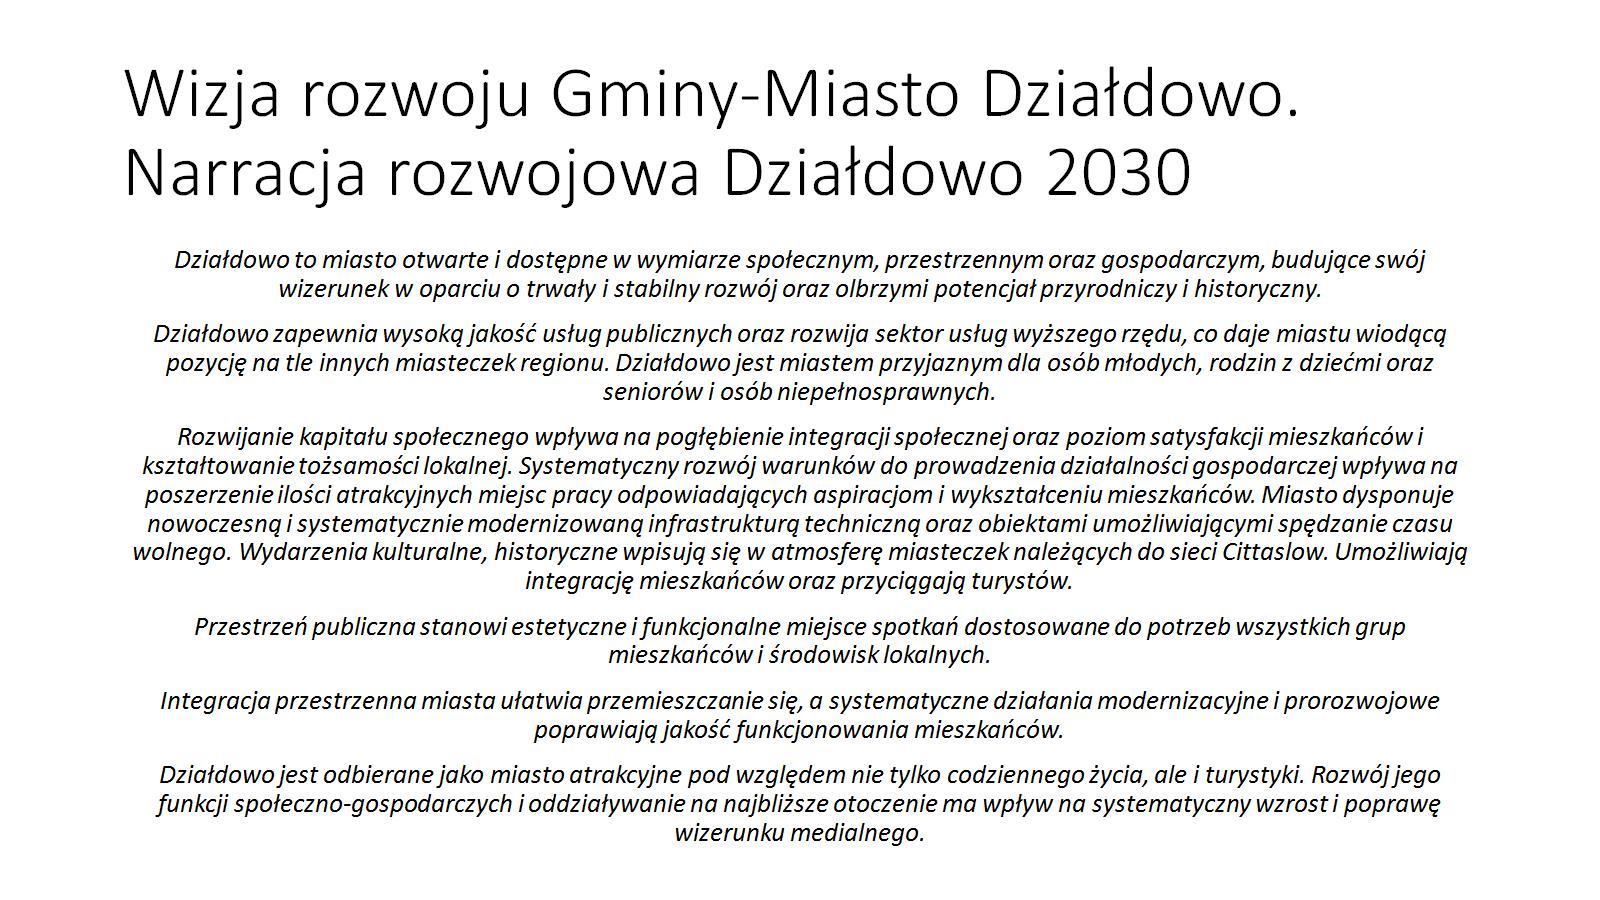 Wizja rozwoju Gminy-Miasto Działdowo.
Narracja rozwojowa Działdowo 2030
Działdowo to miasto otwarte i dostępne w wymiarze społecznym, przestrzennym oraz gospodarczym, budujące swój
wizerunek w oparciu o trwały i stabilny rozwój oraz olbrzymi potencjał przyrodniczy i historyczny.
Działdowo zapewnia wysoką jakość usług publicznych oraz rozwija sektor usług wyższego rzędu, co daje miastu wiodącą
pozycję na tle innych miasteczek regionu. Działdowo jest miastem przyjaznym dla osób młodych, rodzin z dziećmi oraz
seniorów i osób niepełnosprawnych.
Rozwijanie kapitału społecznego wpływa na pogłębienie integracji społecznej oraz poziom satysfakcji mieszkańców i
kształtowanie tożsamości lokalnej. Systematyczny rozwój warunków do prowadzenia działalności gospodarczej wpływa na
poszerzenie ilości atrakcyjnych miejsc pracy odpowiadających aspiracjom i wykształceniu mieszkańców. Miasto dysponuje
nowoczesną i systematycznie modernizowaną infrastrukturą techniczną oraz obiektami umożliwiającymi spędzanie czasu
wolnego. Wydarzenia kulturalne, historyczne wpisują się w atmosferę miasteczek należących do sieci Cittaslow. Umożliwiają
integrację mieszkańców oraz przyciągają turystów.
Przestrzeń publiczna stanowi estetyczne i funkcjonalne miejsce spotkań dostosowane do potrzeb wszystkich grup
mieszkańców i środowisk lokalnych.
Integracja przestrzenna miasta ułatwia przemieszczanie się, a systematyczne działania modernizacyjne i prorozwojowe
poprawiają jakość funkcjonowania mieszkańców.
Działdowo jest odbierane jako miasto atrakcyjne pod względem nie tylko codziennego życia, ale i turystyki. Rozwój jego
funkcji społeczno-gospodarczych i oddziaływanie na najbliższe otoczenie ma wpływ na systematyczny wzrost i poprawę
wizerunku medialnego.